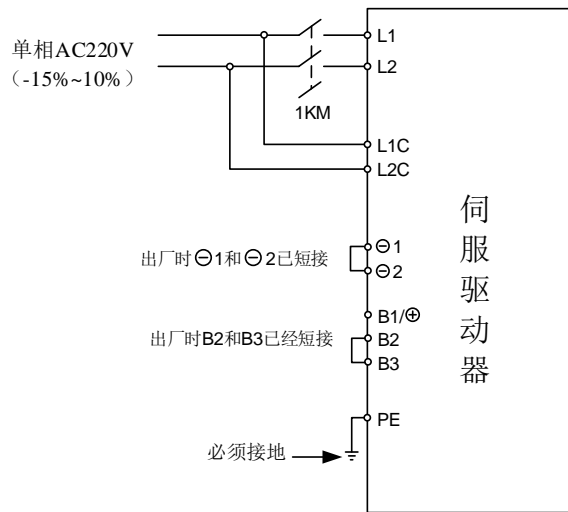 单相AC220V
（-15%~10%）
L1
L2
1KM
L1C
L2C
出厂时⊖1和⊖2已短接
⊖1
⊖2
B1/⊕
出厂时B2和B3已经短接
B2
B3
PE
必须接地
伺服驱动器